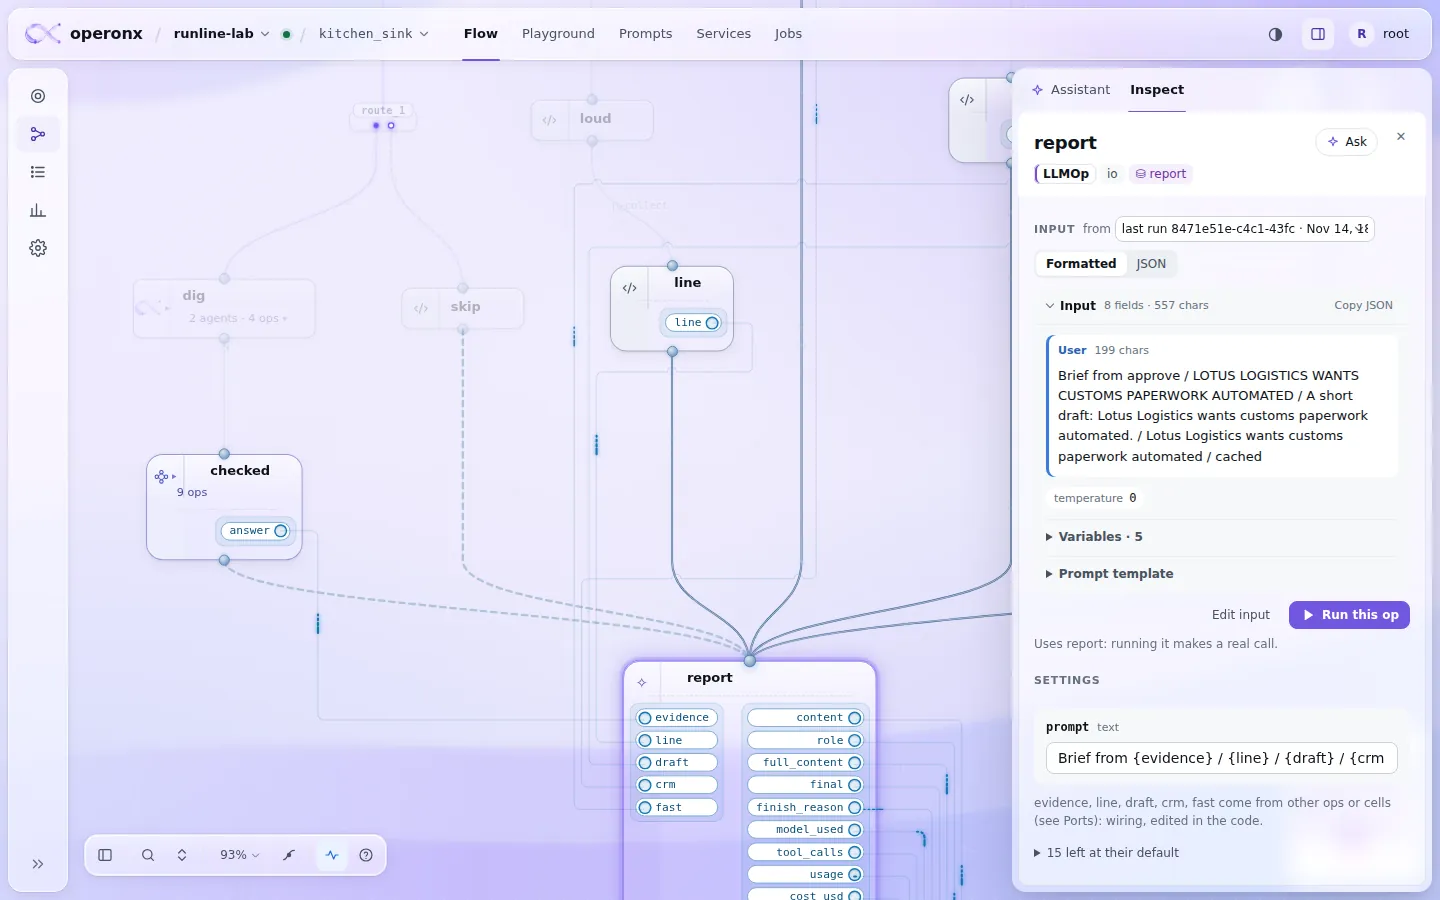 operonx / runline-lab / kitchen_sink Flow Playground Prompts Services Jobs R root
route_1
loud
dig
2 agents · 4 ops
skip
line
line
checked
9 ops
answer
report
evidence content
line role
draft full_content
crm final
fast finish_reason
model_used
tool_calls
usage
cost_usd
93%
Assistant Inspect
report
Ask
LLMOp io report
INPUT from last run 8471e51e-c4c1-43fc · Nov 14, 18
Formatted JSON
Input 8 fields · 557 chars Copy JSON
User 199 chars
Brief from approve / LOTUS LOGISTICS WANTS
CUSTOMS PAPERWORK AUTOMATED / A short
draft: Lotus Logistics wants customs paperwork
automated. / Lotus Logistics wants customs
paperwork automated / cached
temperature 0
Variables · 5
Prompt template
Edit input Run this op
Uses report: running it makes a real call.
SETTINGS
prompt text
Brief from {evidence} / {line} / {draft} / {crm
evidence, line, draft, crm, fast come from other ops or cells
(see Ports): wiring, edited in the code.
15 left at their default